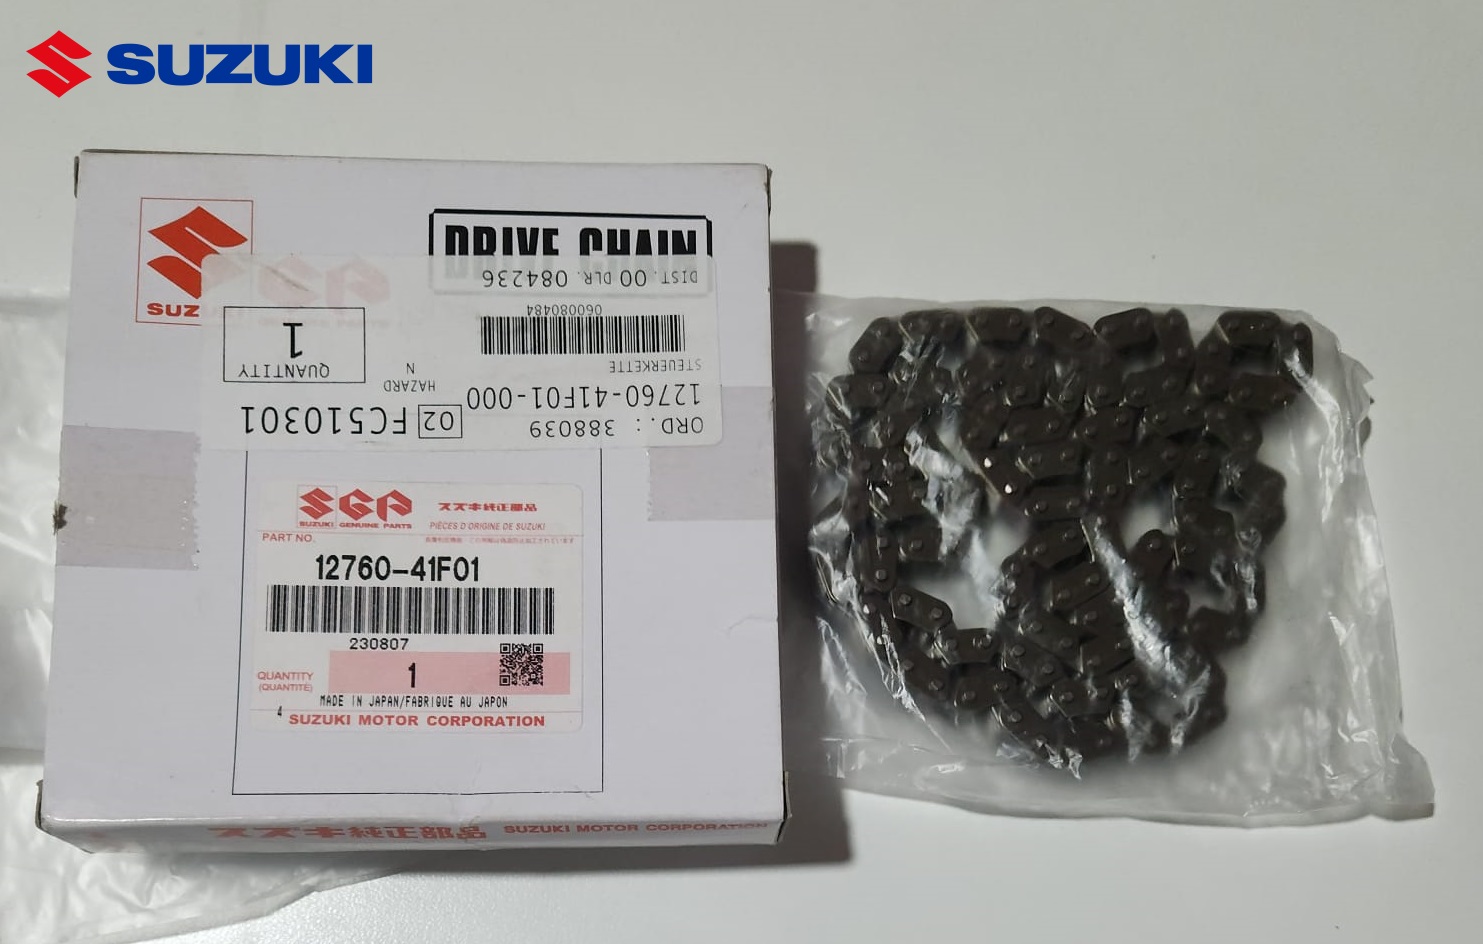 SUZUKI
DRIVE CHAIN
DIST. 00 DLR. 084236
060080484
STEUERKETTE
12760-41F01-000
ORD.: 388039
02 FC510301
HAZARD
N
QUANTITY
1
SUZ
SGP
SUZUKI GENUINE PARTS
スズキ純正部品
PIÈCES D'ORIGINE DE SUZUKI
PART NO.
12760-41F01
230807
QUANTITY
(QUANTITÉ)
1
MADE IN JAPAN/FABRIQUE AU JAPON
4 SUZUKI MOTOR CORPORATION
スズキ純正部品 SUZUKI MOTOR CORPORATION